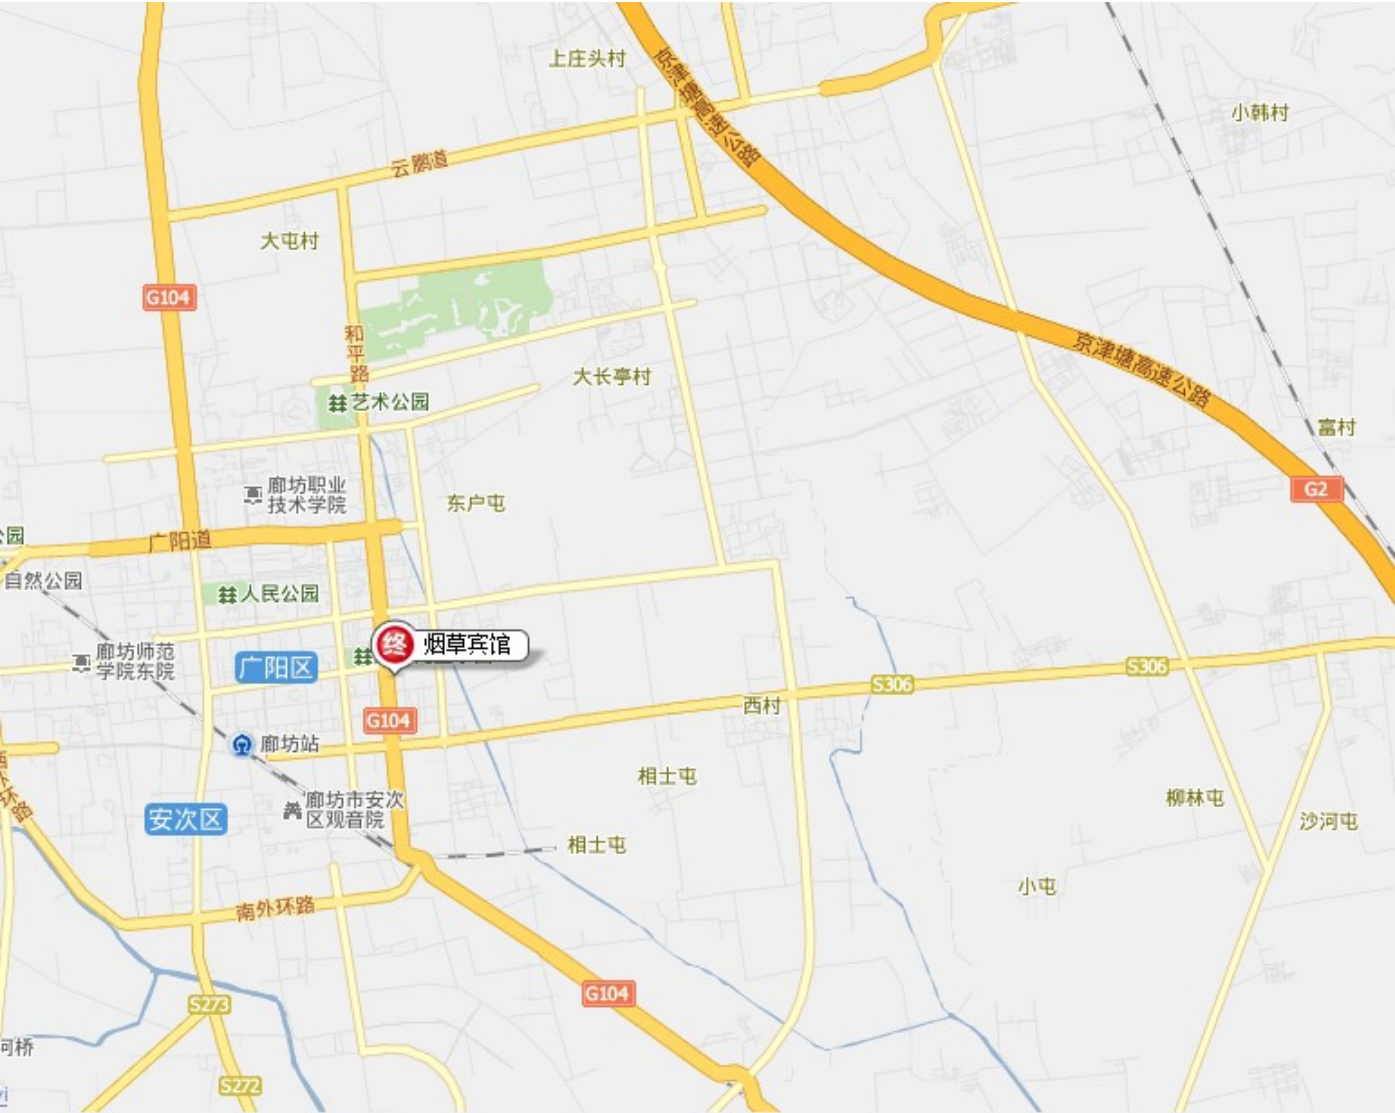 上庄头村
京津塘高速公路
小韩村
云鹏道
大屯村
G104
和平路
京津塘高速公路
大长亭村
艺术公园
富村
G2
廊坊职业
技术学院
东户屯
公园
广阳道
自然公园
人民公园
终
烟草宾馆
廊坊师范
学院东院
广阳区
S306
S306
西村
G104
廊坊站
相士屯
廊坊市安次
区观音院
柳林屯
安次区
沙河屯
相士屯
小屯
南外环路
G104
S273
河桥
S272